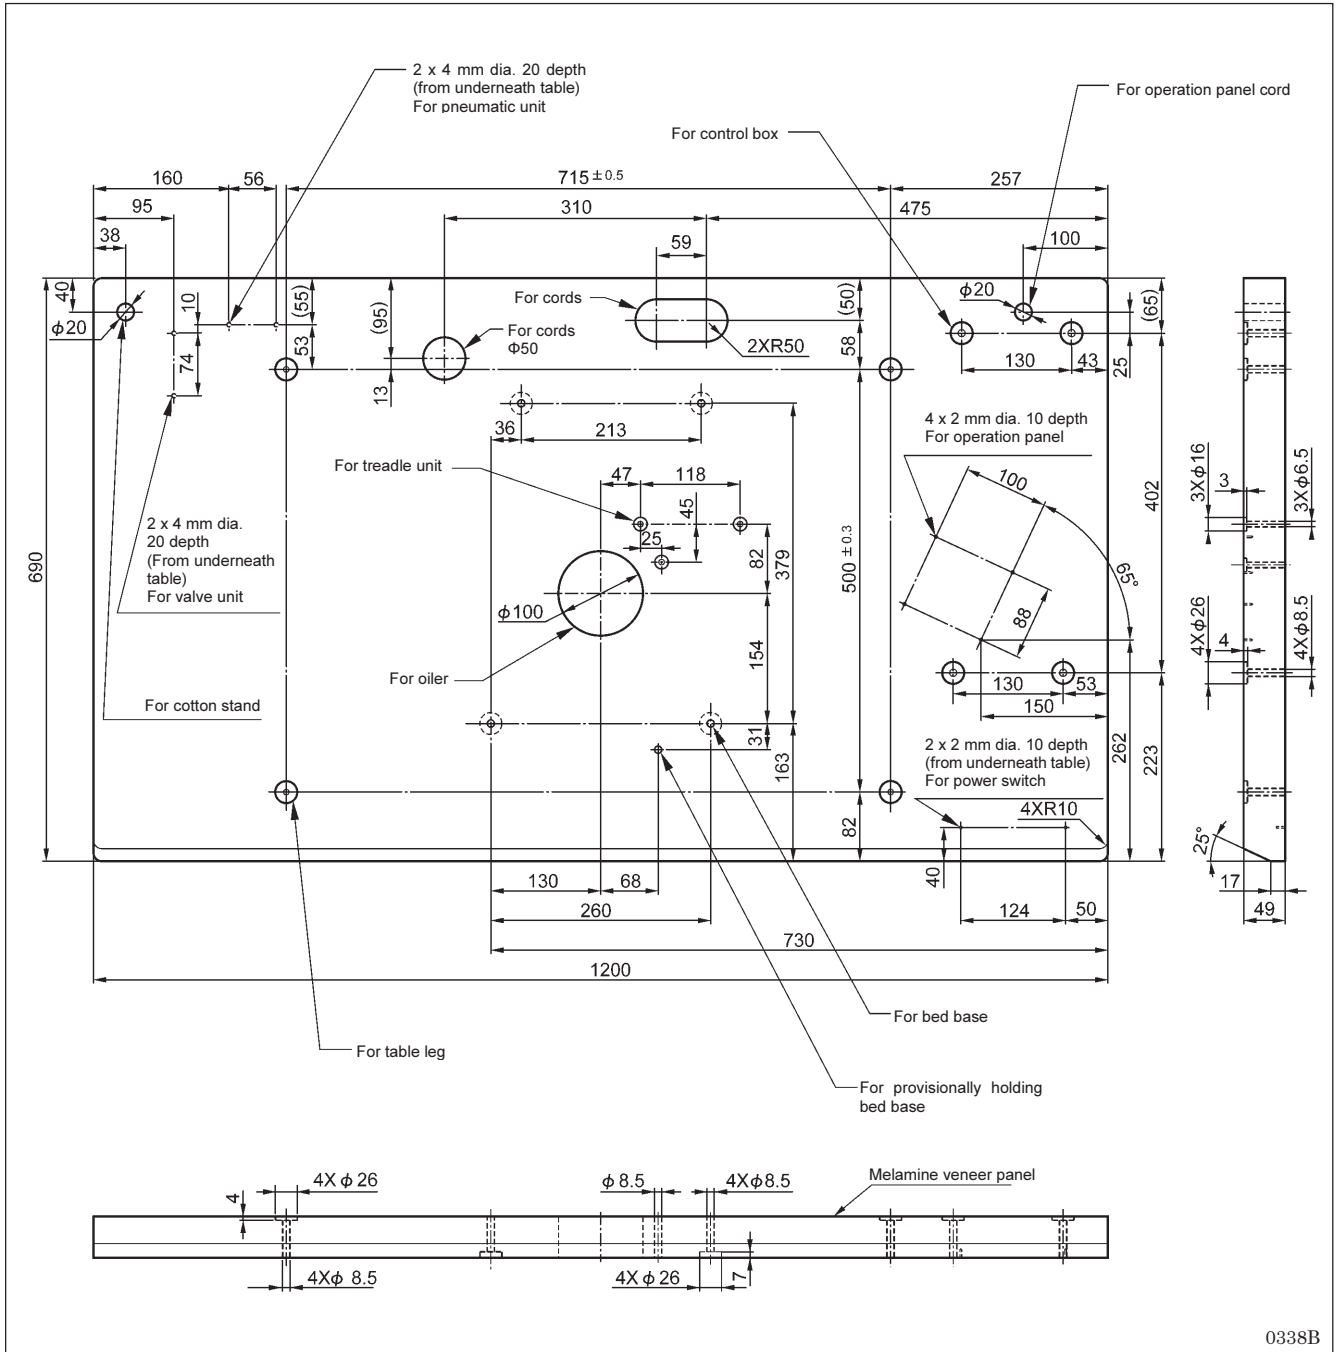 2 x 4 mm dia. 20 depth
(from underneath table)
For pneumatic unit
For operation panel cord
For control box
160
56
715 ± 0.5
257
95
310
475
38
59
100
40
φ20
10
(55)
(95)
For cords
(50)
φ20
(65)
For cords
Φ50
53
58
2XR50
130
43
25
74
13
36
213
4 x 2 mm dia. 10 depth
For operation panel
For treadle unit
47
118
45
100
402
3Xφ16
3
3Xφ6.5
2 x 4 mm dia.
20 depth
(From underneath
table)
For valve unit
25
82
379
500 ± 0.3
65°
690
φ100
88
154
4Xφ26
4
4Xφ8.5
For oiler
130
53
For cotton stand
150
31
163
2 x 2 mm dia. 10 depth
(from underneath table)
For power switch
262
223
82
4XR10
40
25°
130
68
17
260
124
50
49
730
1200
For bed base
For table leg
For provisionally holding
bed base
4
4X φ 26
φ 8.5
4Xφ8.5
Melamine veneer panel
4Xφ 8.5
4X φ 26
7
0338B